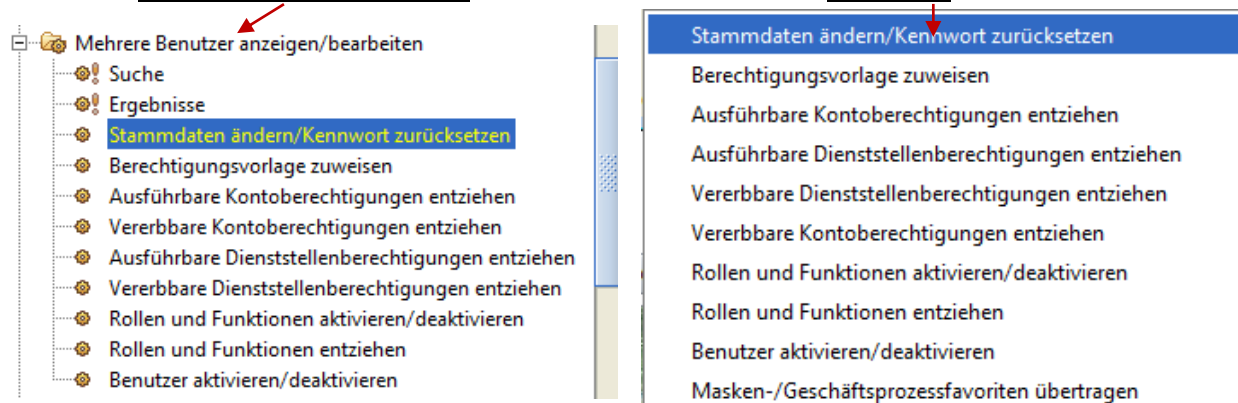 Mehrere Benutzer anzeigen/bearbeiten
Suche
Ergebnisse
Stammdaten ändern/Kennwort zurücksetzen
Berechtigungsvorlage zuweisen
Ausführbare Kontoberechtigungen entziehen
Vererbbare Kontoberechtigungen entziehen
Ausführbare Dienststellenberechtigungen entziehen
Vererbbare Dienststellenberechtigungen entziehen
Rollen und Funktionen aktivieren/deaktivieren
Rollen und Funktionen entziehen
Benutzer aktivieren/deaktivieren
Stammdaten ändern/Kennwort zurücksetzen
Berechtigungsvorlage zuweisen
Ausführbare Kontoberechtigungen entziehen
Ausführbare Dienststellenberechtigungen entziehen
Vererbbare Dienststellenberechtigungen entziehen
Vererbbare Kontoberechtigungen entziehen
Rollen und Funktionen aktivieren/deaktivieren
Rollen und Funktionen entziehen
Benutzer aktivieren/deaktivieren
Masken-/Geschäftsprozessfavoriten übertragen